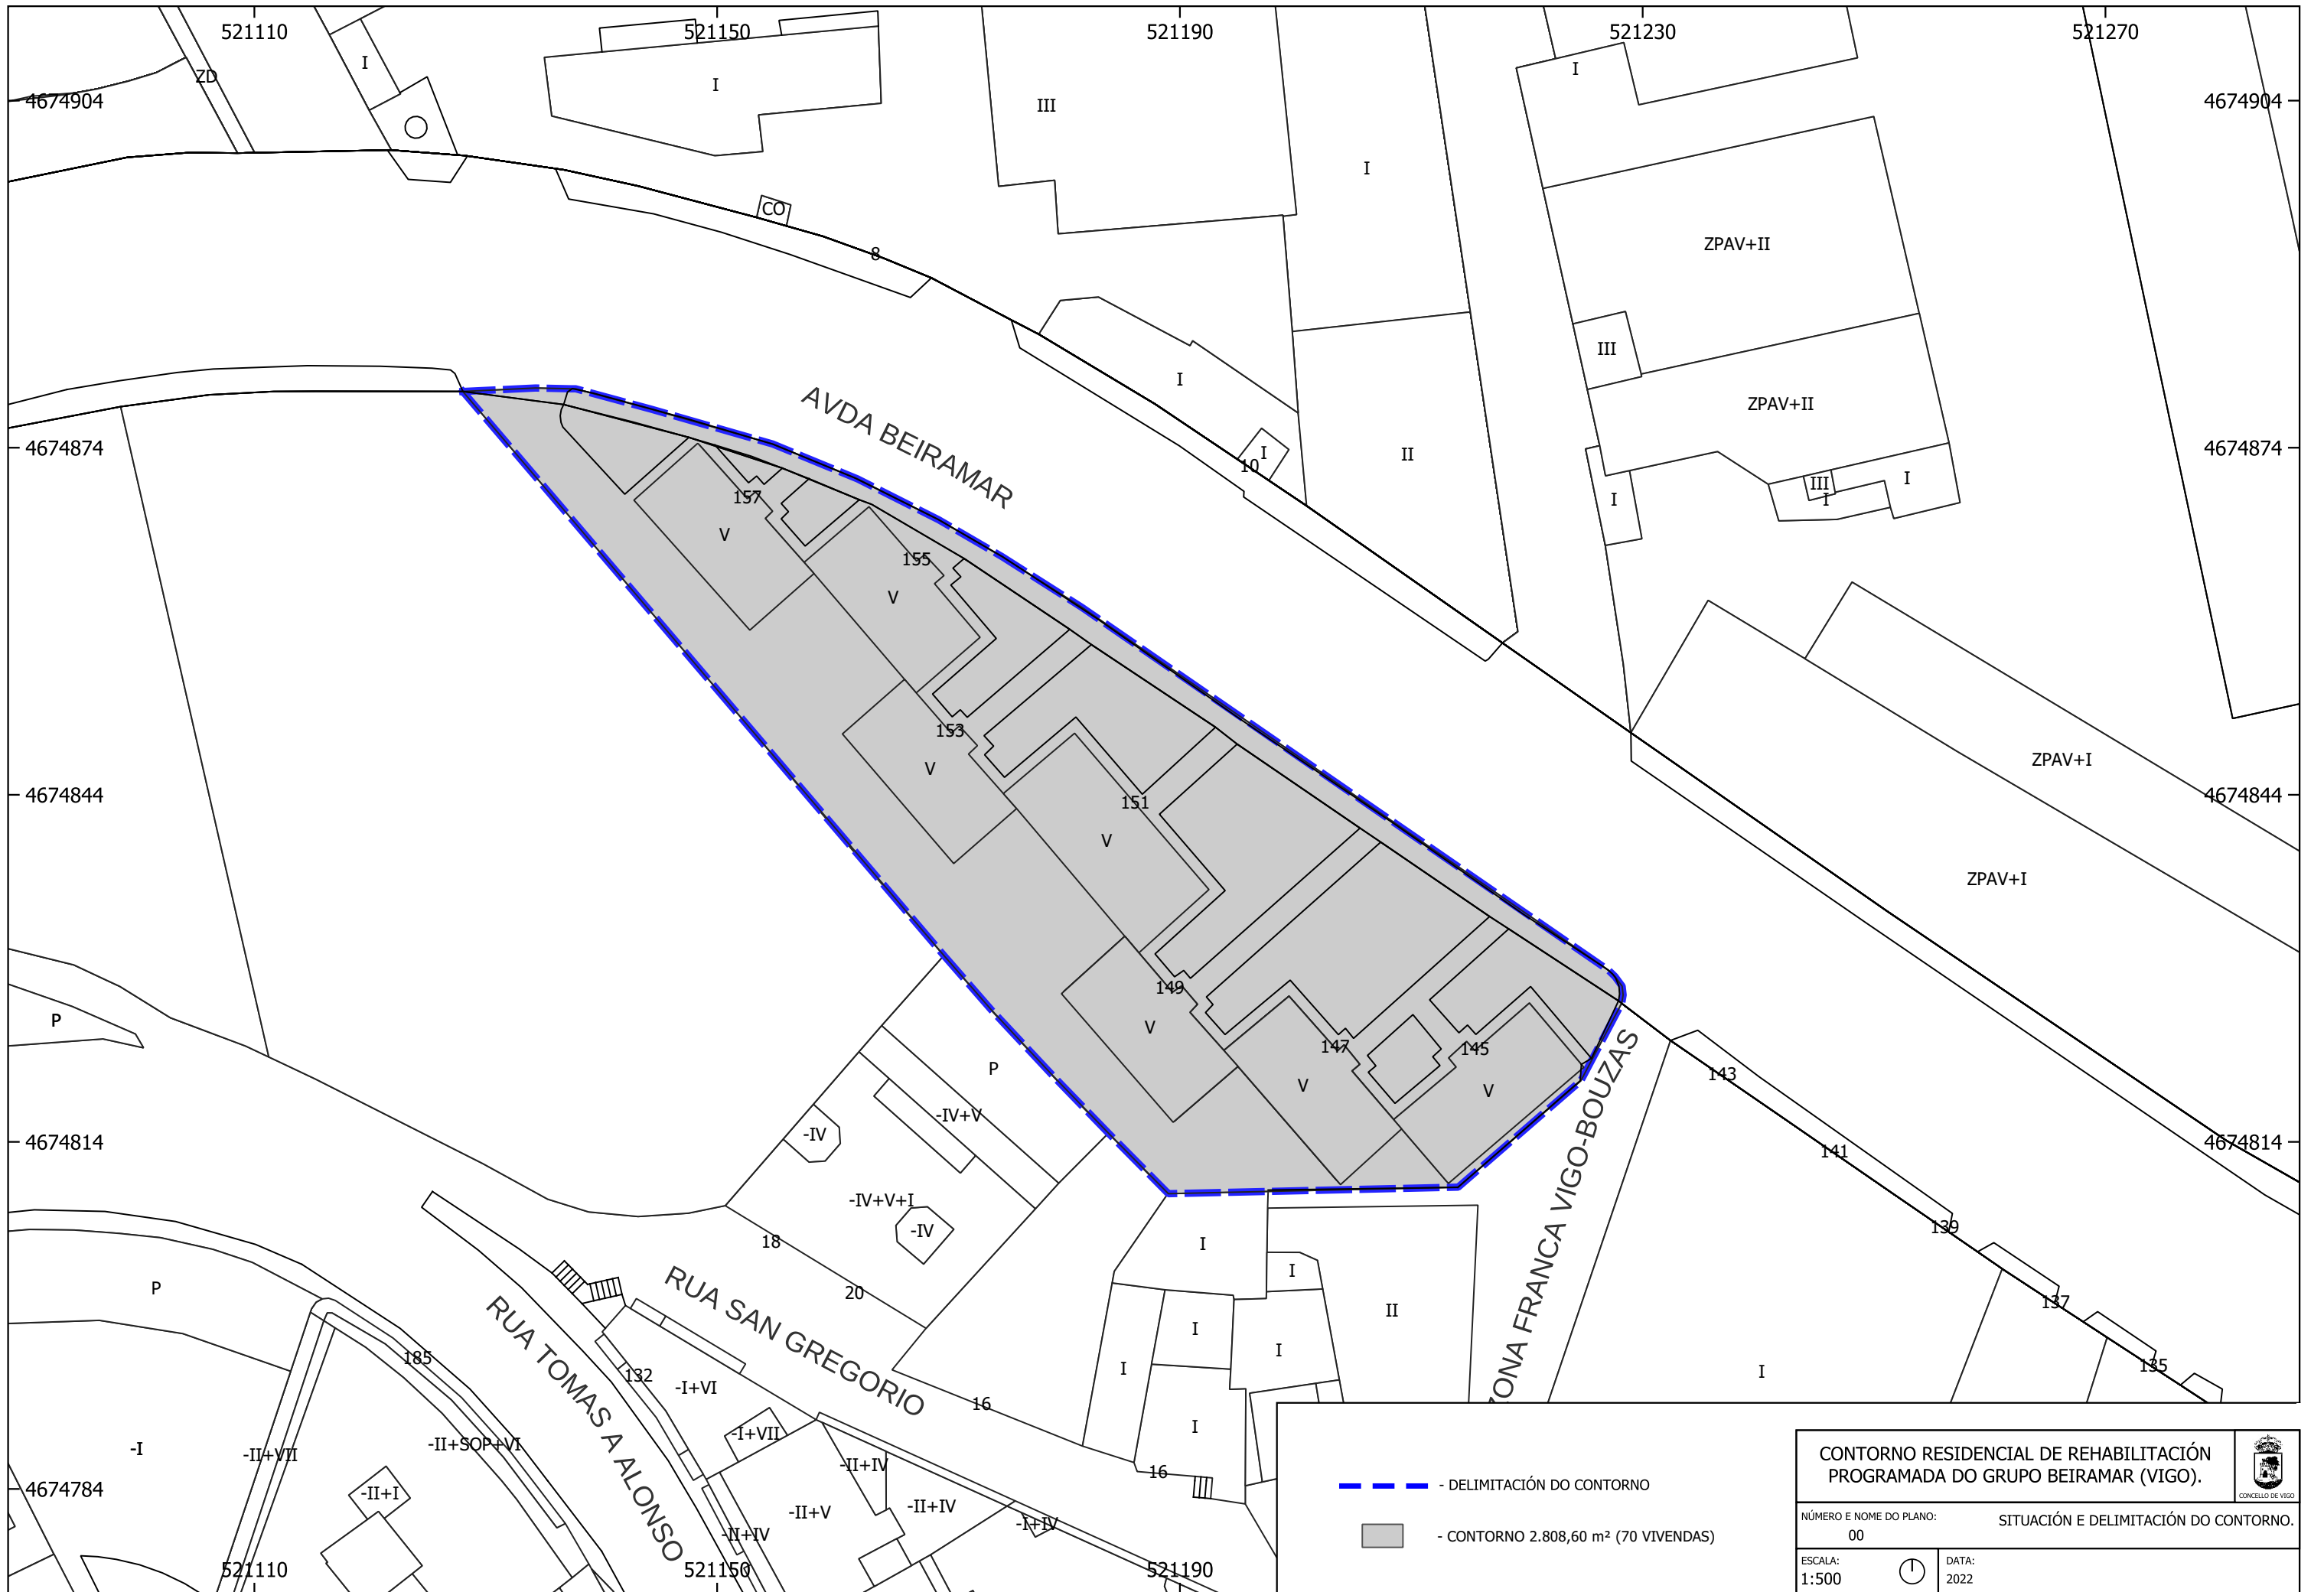 521110
521150
521190
521230
521270
4674904
ZD
I
I
III
I
I
4674904
CO
8
ZPAV+II
III
I
ZPAV+II
AVDA BEIRAMAR
4674874
10
I
II
I
III
I
I
4674874
157
V
155
V
153
V
151
V
149
V
147
V
145
V
4674844
ZPAV+I
4674844
ZPAV+I
P
P
-IV+V
-IV
-IV+V+I
-IV
18
20
4674814
143
141
139
137
135
4674814
ZONA FRANCA VIGO-BOUZAS
P
RUA SAN GREGORIO
RUA TOMAS A ALONSO
I
I
I
I
I
I
II
I
185
132
-I+VI
16
16
-I
-II+VII
-II+SOP+VI
-I+VII
-II+IV
-II+I
-II+V
-II+IV
-II+IV
-I+IV
4674784
521110
521150
521190
- DELIMITACIÓN DO CONTORNO
- CONTORNO 2.808,60 m² (70 VIVENDAS)
CONTORNO RESIDENCIAL DE REHABILITACIÓN
PROGRAMADA DO GRUPO BEIRAMAR (VIGO).
CONCELLO DE VIGO
NÚMERO E NOME DO PLANO:
00
SITUACIÓN E DELIMITACIÓN DO CONTORNO.
ESCALA:
1:500
DATA:
2022